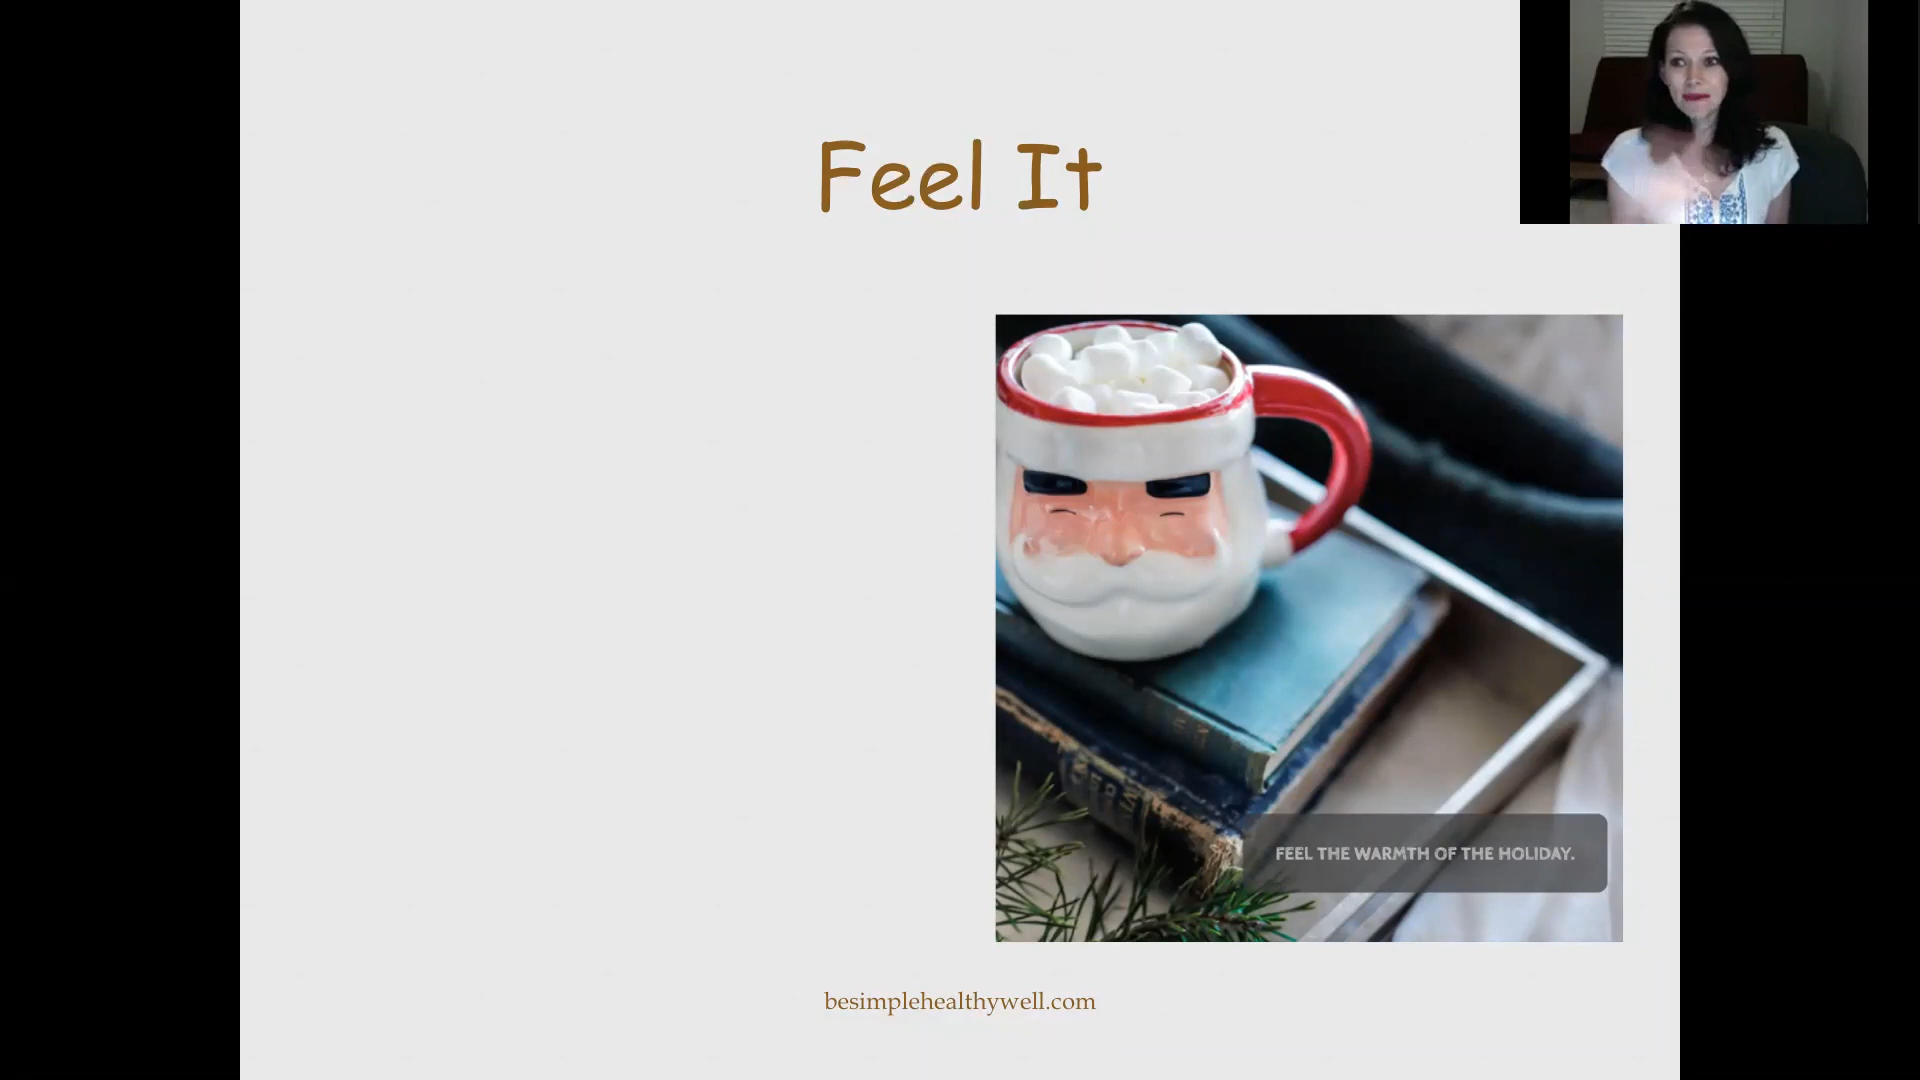 Feel It
FEEL THE WARMTH OF THE HOLIDAY.
besimplehealthywell.com